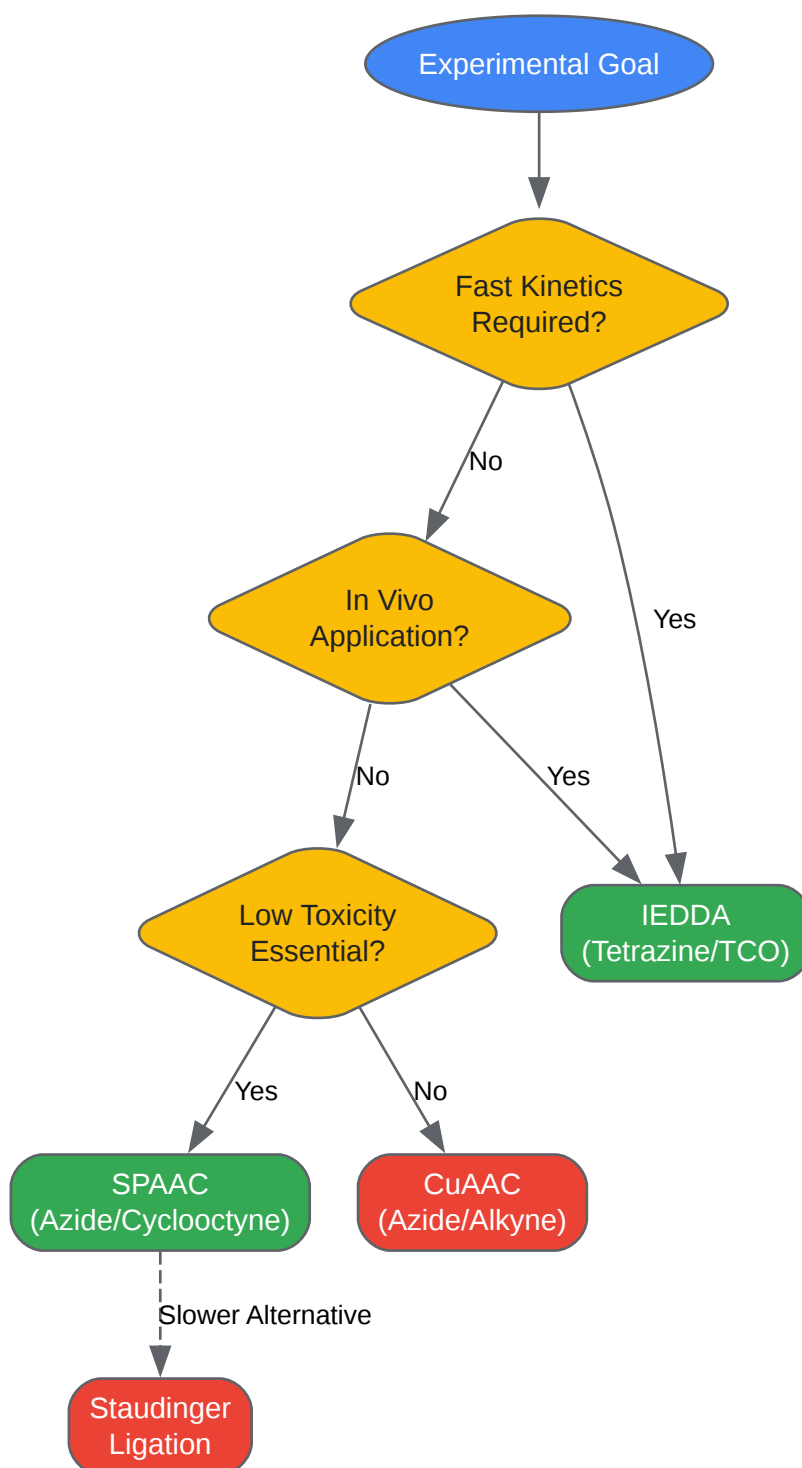 Experimental Goal
Fast Kinetics
Required?
No
Yes
In Vivo
Application?
No
Yes
Low Toxicity
Essential?
IEDDA
(Tetrazine/TCO)
Yes
No
SPAAC
(Azide/Cyclooctyne)
CuAAC
(Azide/Alkyne)
Slower Alternative
Staudinger
Ligation